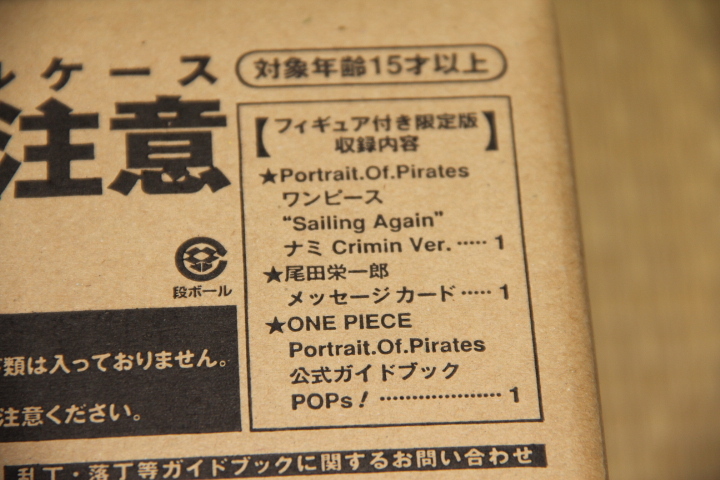 ルケース
対象年齢15才以上
注意
【フィギュア付き限定版
収録内容】
★Portrait.Of.Pirates
ワンピース
“Sailing Again”
ナミ Crimin Ver. ····· 1
★尾田栄一郎
メッセージカード ····· 1
★ONE PIECE
Portrait.Of.Pirates
公式ガイドブック
POPs! ···················· 1
段ボール
類は入っておりません。
注意ください。
乱丁・落丁等ガイドブックに関するお問い合わせ